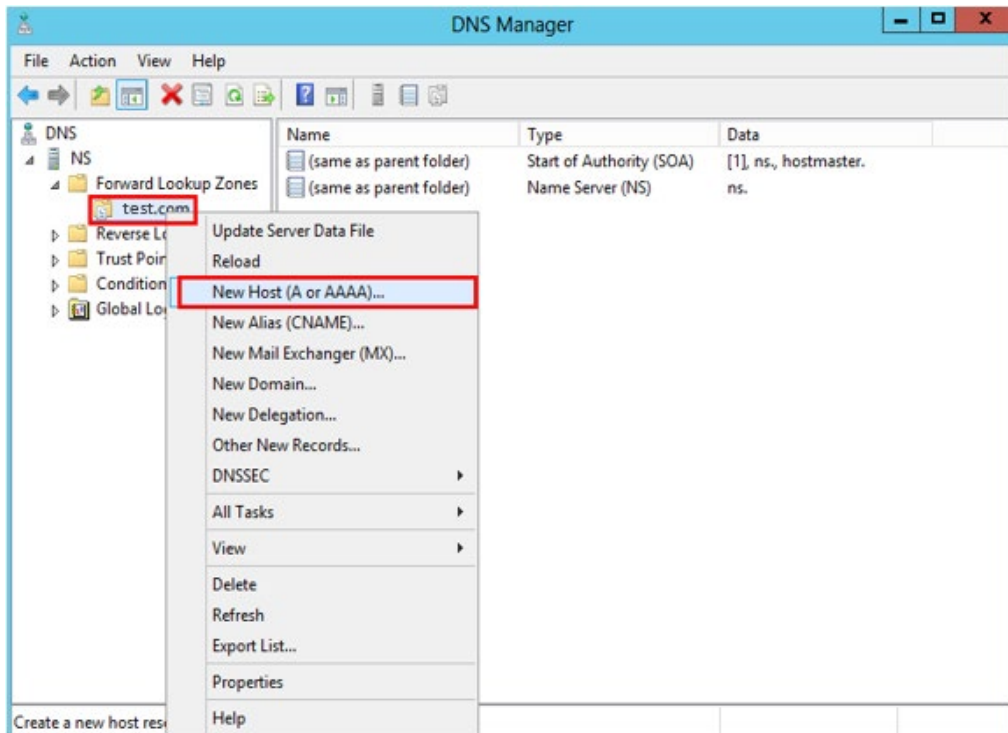 DNS Manager
File Action View Help
DNS
NS
Forward Lookup Zones
test.com
Reverse Lo
Trust Poin
Condition
Global Lo
Name Type Data
(same as parent folder) Start of Authority (SOA) [1], ns., hostmaster.
(same as parent folder) Name Server (NS) ns.
Update Server Data File
Reload
New Host (A or AAAA)...
New Alias (CNAME)...
New Mail Exchanger (MX)...
New Domain...
New Delegation...
Other New Records...
DNSSEC
All Tasks
View
Delete
Refresh
Export List...
Properties
Help
Create a new host res